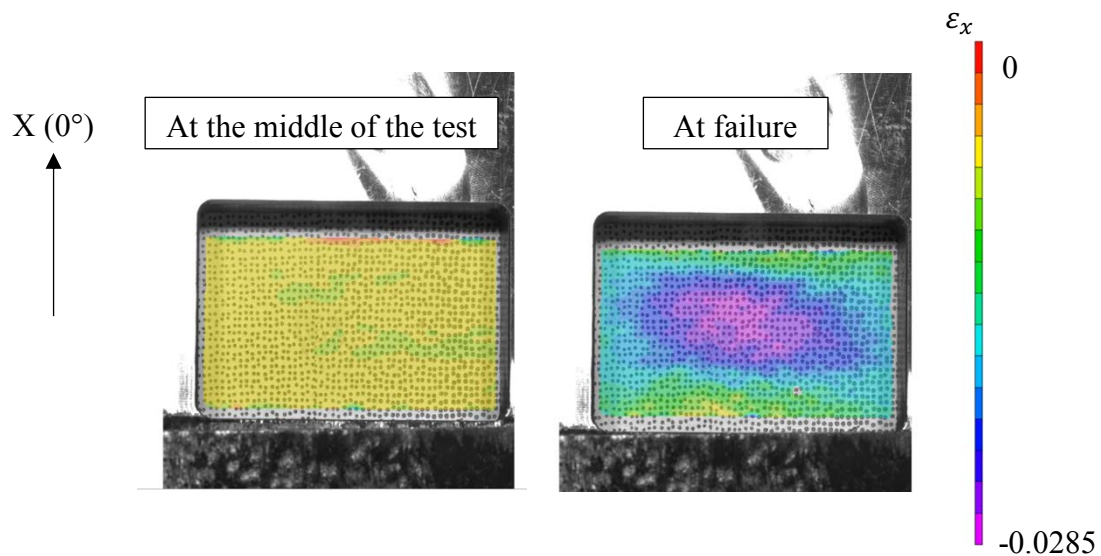 εₓ
0
X (0°)
At the middle of the test
At failure
-0.0285